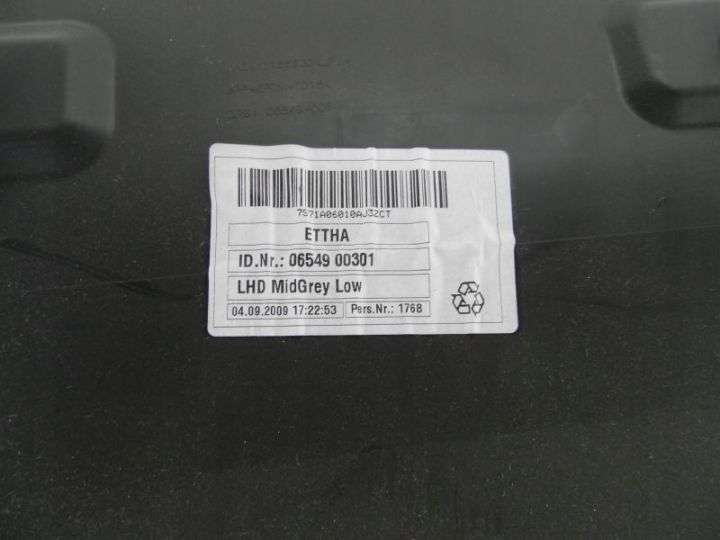 7S71A06010AJ3ZCT
ETTHA
ID.Nr.: 06549 00301
LHD MidGrey Low
04.09.2009 17:22:53 Pers.Nr.: 1768